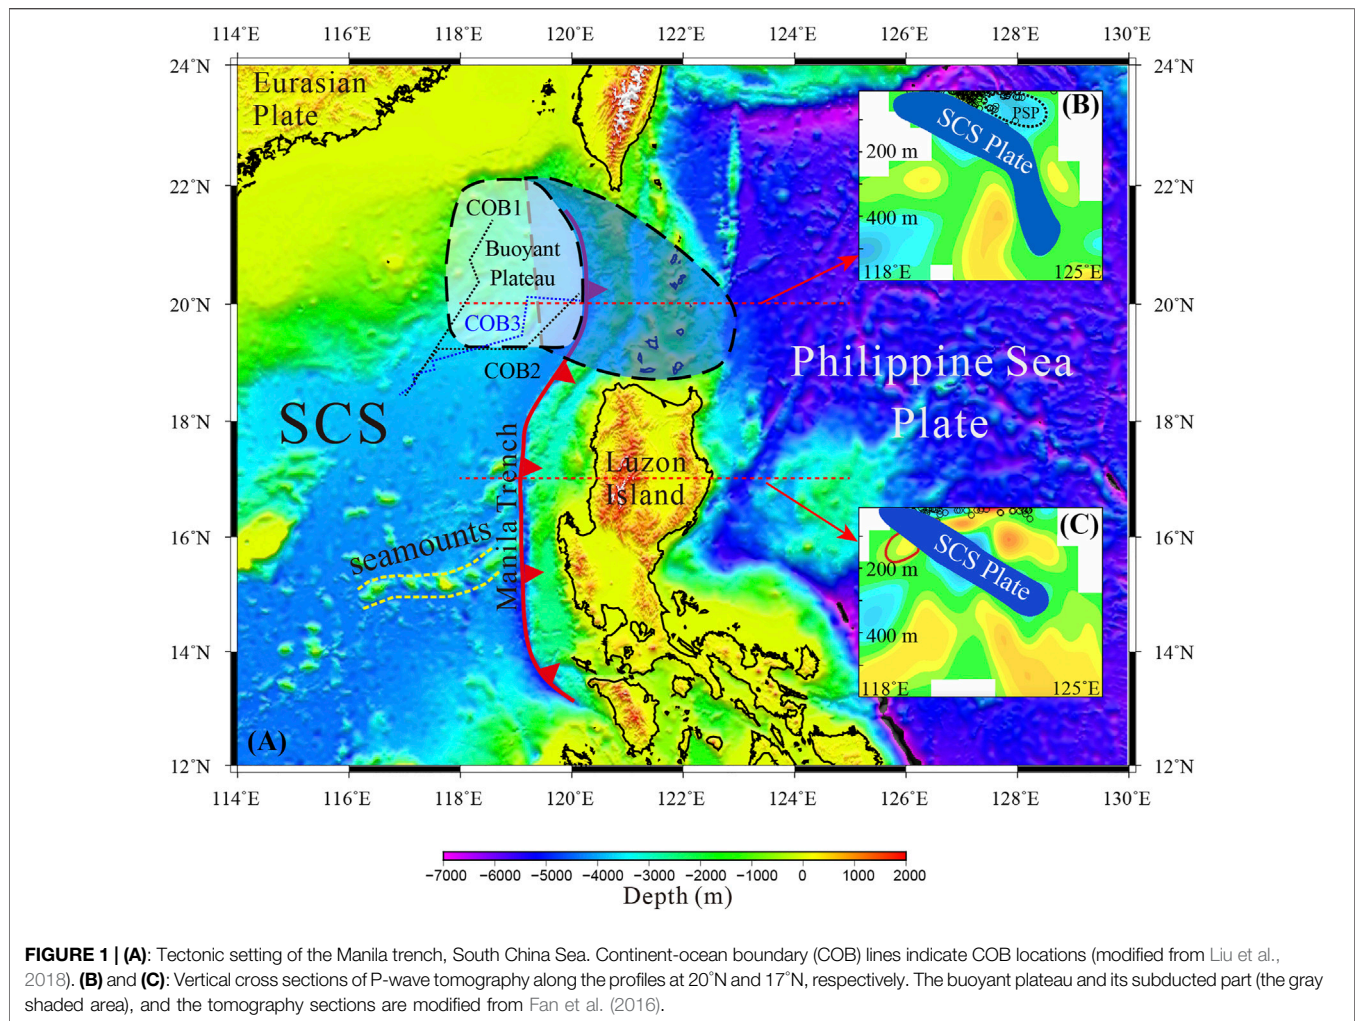 114°E 116°E 118°E 120°E 122°E 124°E 126°E 128°E 130°E
24°N 24°N
Eurasian
Plate
(B)
PSP
SCS Plate
200 m
400 m
118°E 125°E
22°N 22°N
COB1
Buoyant
Plateau
20°N 20°N
COB3
COB2
Philippine Sea
Plate
SCS
18°N 18°N
Manila Trench
Luzon
Island
(C)
SCS Plate
200 m
400 m
118°E 125°E
16°N 16°N
seamounts
14°N 14°N
(A)
12°N 12°N
114°E 116°E 118°E 120°E 122°E 124°E 126°E 128°E 130°E
−7000 −6000 −5000 −4000 −3000 −2000 −1000 0 1000 2000
Depth (m)
FIGURE 1 | (A): Tectonic setting of the Manila trench, South China Sea. Continent-ocean boundary (COB) lines indicate COB locations (modified from Liu et al.,
2018). (B) and (C): Vertical cross sections of P-wave tomography along the profiles at 20°N and 17°N, respectively. The buoyant plateau and its subducted part (the gray
shaded area), and the tomography sections are modified from Fan et al. (2016).